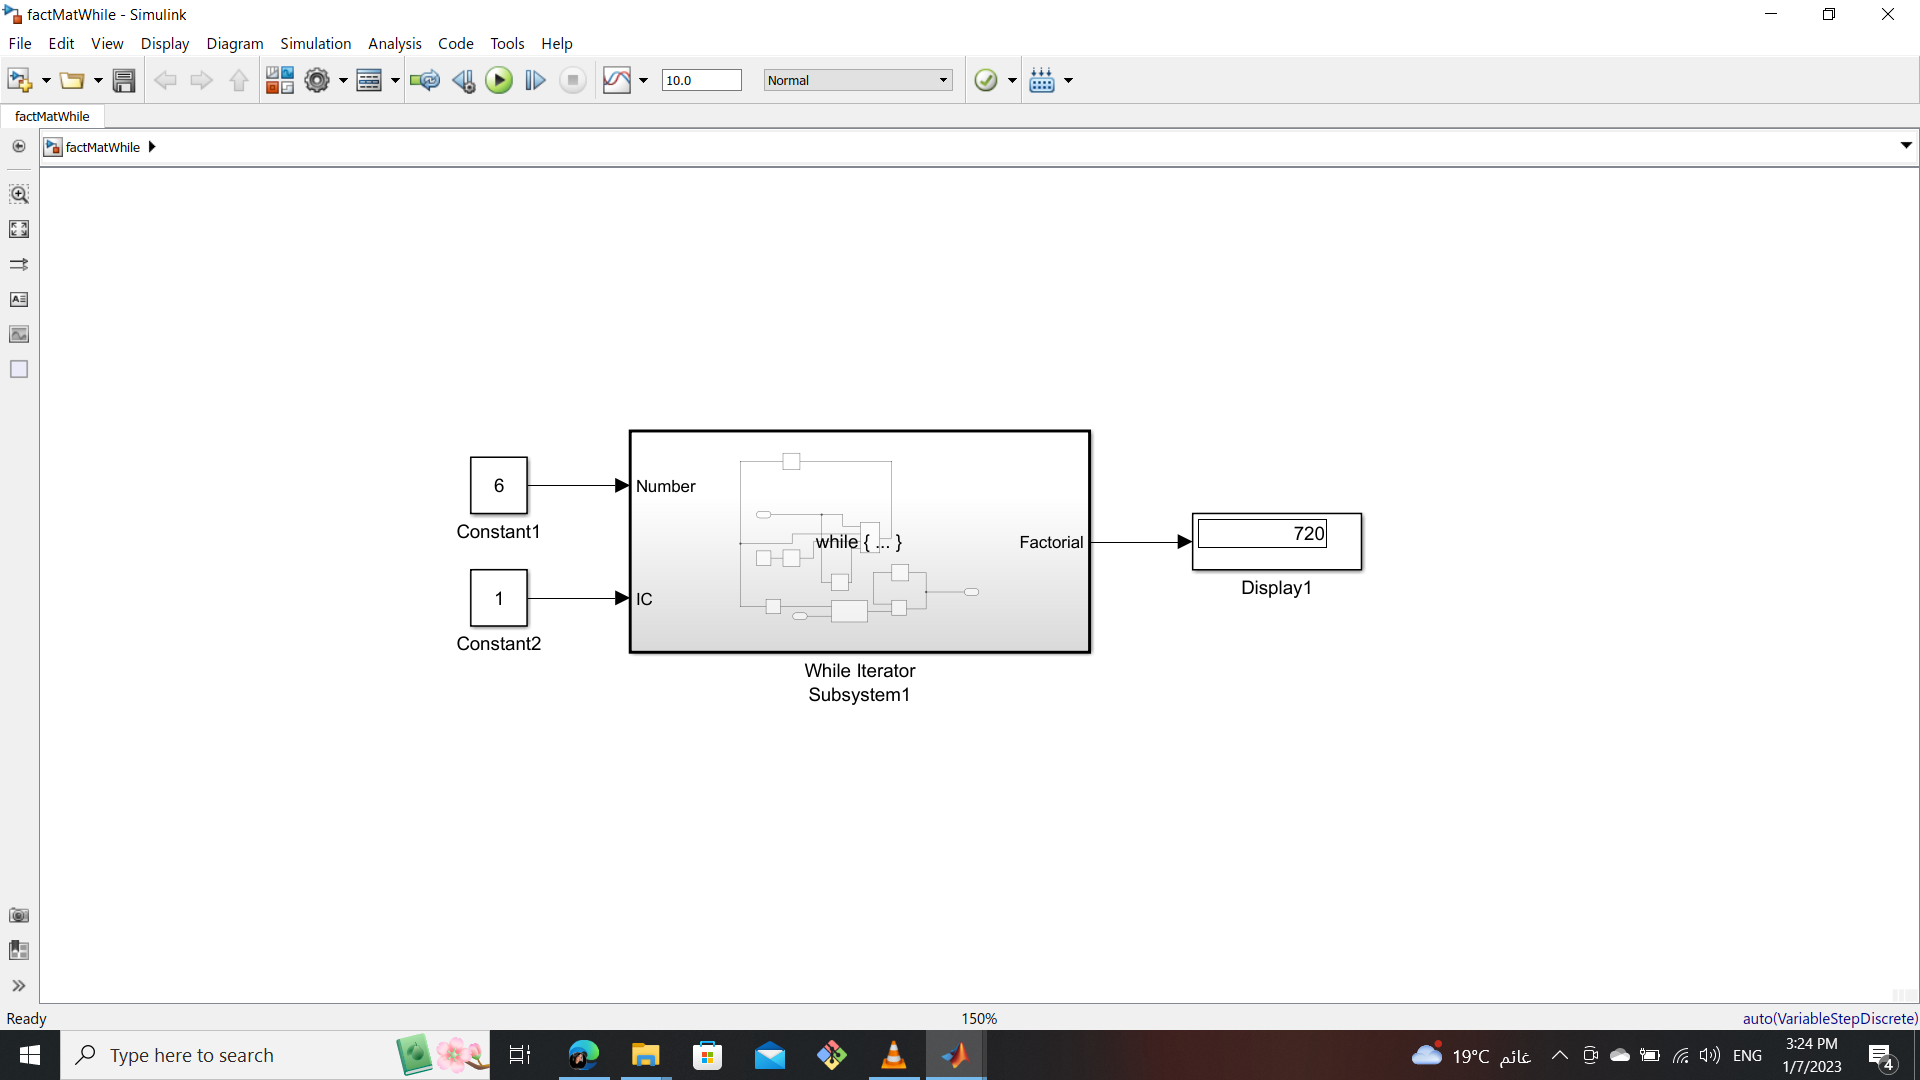 factMatWhile - Simulink
File Edit View Display Diagram Simulation Analysis Code Tools Help
10.0 Normal
factMatWhile
factMatWhile
6
Constant1
1
Constant2
Number
IC
while { ... }
Factorial
While Iterator
Subsystem1
720
Display1
Ready 150% auto(VariableStepDiscrete)
Type here to search
19°C غائم
ENG
3:24 PM
1/7/2023
4